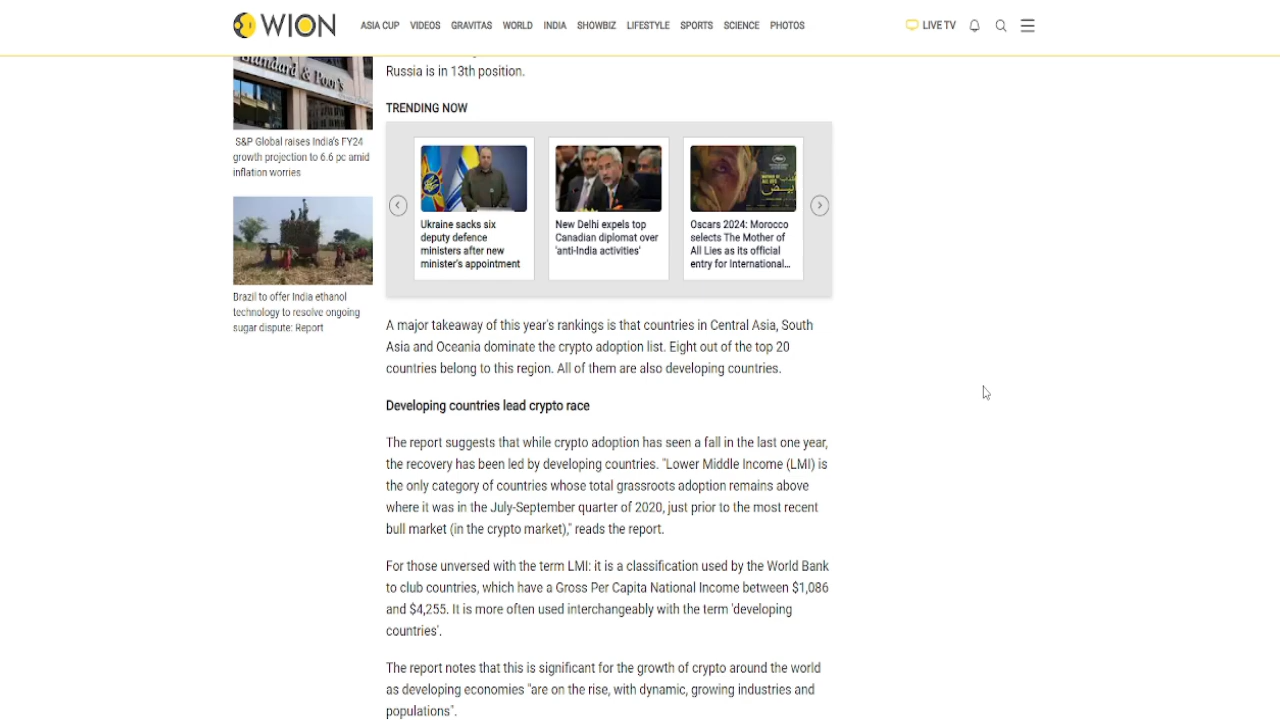 WION
ASIA CUP VIDEOS GRAVITAS WORLD INDIA SHOWBIZ LIFESTYLE SPORTS SCIENCE PHOTOS
LIVE TV
Standard & Poor's
S&P Global raises India's FY24
growth projection to 6.6 pc amid
inflation worries
Brazil to offer India ethanol
technology to resolve ongoing
sugar dispute: Report
Russia is in 13th position.
TRENDING NOW
Ukraine sacks six
deputy defence
ministers after new
minister's appointment
New Delhi expels top
Canadian diplomat over
'anti-India activities'
Oscars 2024: Morocco
selects The Mother of
All Lies as its official
entry for International...
A major takeaway of this year's rankings is that countries in Central Asia, South
Asia and Oceania dominate the crypto adoption list. Eight out of the top 20
countries belong to this region. All of them are also developing countries.
Developing countries lead crypto race
The report suggests that while crypto adoption has seen a fall in the last one year,
the recovery has been led by developing countries. "Lower Middle Income (LMI) is
the only category of countries whose total grassroots adoption remains above
where it was in the July-September quarter of 2020, just prior to the most recent
bull market (in the crypto market)," reads the report.
For those unversed with the term LMI: it is a classification used by the World Bank
to club countries, which have a Gross Per Capita National Income between $1,086
and $4,255. It is more often used interchangeably with the term 'developing
countries'.
The report notes that this is significant for the growth of crypto around the world
as developing economies "are on the rise, with dynamic, growing industries and
populations".